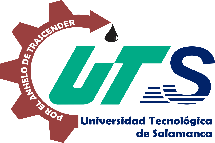 POR EL ANHELO DE TRASCENDER
UTS
Universidad Tecnológica
de Salamanca